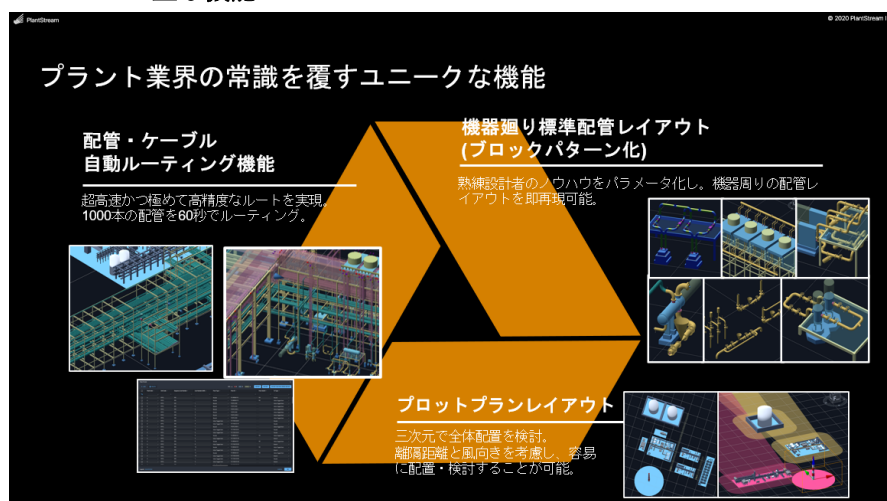 PlantStream
© 2020 PlantStream I
プラント業界の常識を覆すユニークな機能
配管・ケーブル
自動ルーティング機能
超高速かつ極めて高精度なルートを実現。
1000本の配管を60秒でルーティング。
機器廻り標準配管レイアウト
(ブロックパターン化)
熟練設計者のノウハウをパラメータ化し。機器周りの配管レ
イアウトを即再現可能。
プロットプランレイアウト
三次元で全体配置を検討。
離隔距離と風向きを考慮し、容易
に配置・検討することが可能。